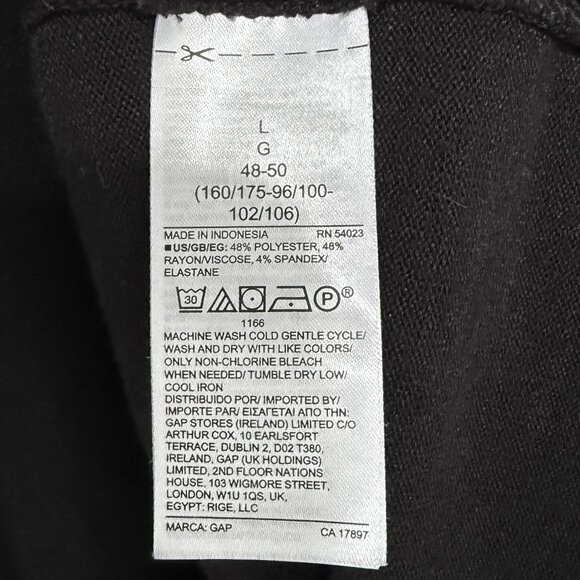 L
G
48-50
(160/175-96/100-
102/106)
MADE IN INDONESIA RN 54023
■US/GB/EG: 48% POLYESTER, 48%
RAYON/VISCOSE, 4% SPANDEX/
ELASTANE
30 P®
1166
MACHINE WASH COLD GENTLE CYCLE/
WASH AND DRY WITH LIKE COLORS/
ONLY NON-CHLORINE BLEACH
WHEN NEEDED/ TUMBLE DRY LOW/
COOL IRON
DISTRIBUIDO POR/IMPORTED BY/
IMPORTE PAR/ ΕΙΣΑΓΕΤΑΙ ΑΠΟ ΤΗΝ:
GAP STORES (IRELAND) LIMITED C/O
ARTHUR COX, 10 EARLSFORT
TERRACE, DUBLIN 2, D02 T380,
IRELAND, GAP (UK HOLDINGS)
LIMITED, 2ND FLOOR NATIONS
HOUSE, 103 WIGMORE STREET,
LONDON, W1U 1QS, UK,
EGYPT: RIGE, LLC
MARCA: GAP CA 17897